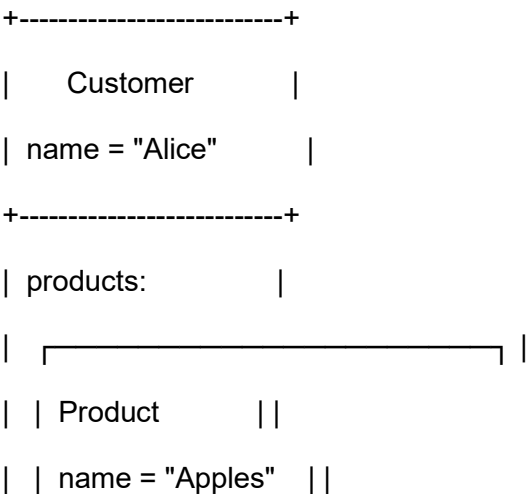 +---------------------------+
|       Customer            |
|  name = "Alice"           |
+---------------------------+
|  products:                |
|    ┌──────────────────────┐ |
|   |  Product            | |
|   |  name = "Apples"    | |